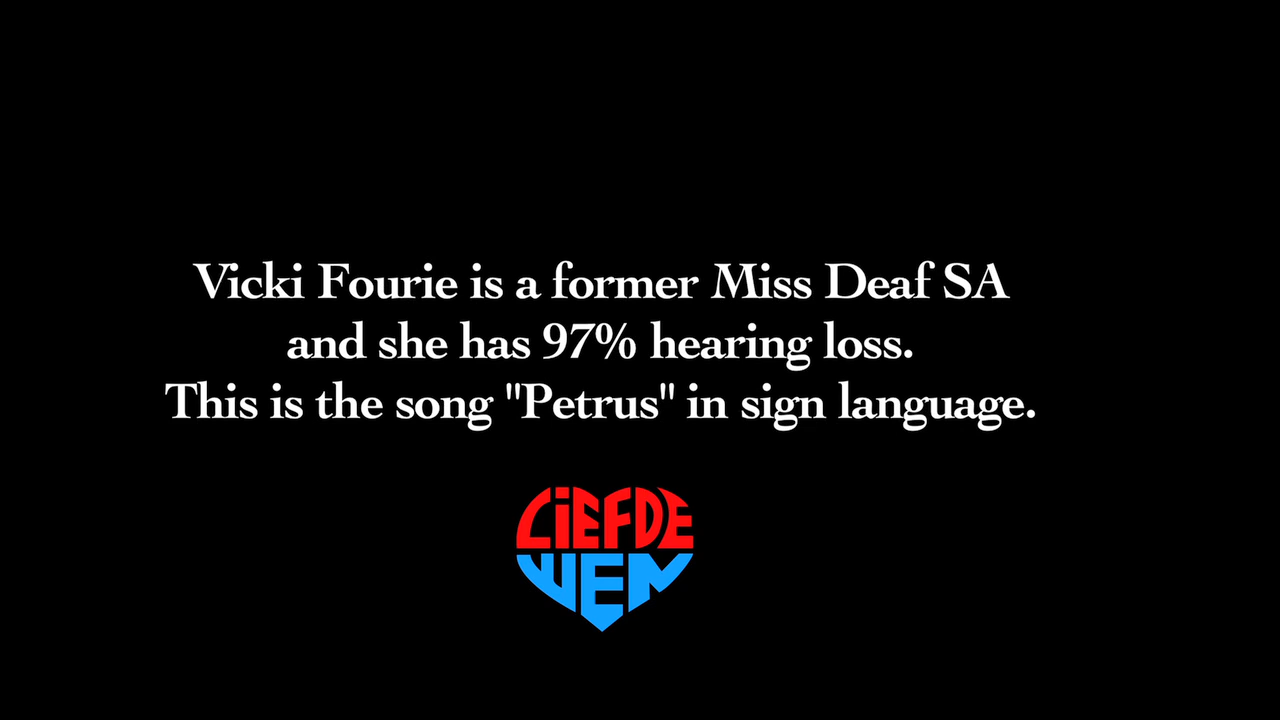 Vicki Fourie is a former Miss Deaf SA
and she has 97% hearing loss.
This is the song "Petrus" in sign language.
LiEFDE
WEN